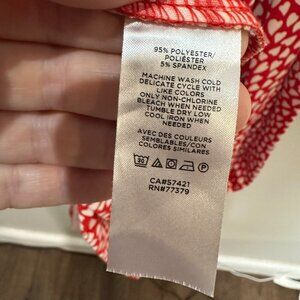 95% POLYESTER/
POLIÉSTER
5% SPANDEX
MACHINE WASH COLD
DELICATE CYCLE WITH
LIKE COLORS
ONLY NON-CHLORINE
BLEACH WHEN NEEDED
TUMBLE DRY LOW
COOL IRON WHEN
NEEDED
AVEC DES COULEURS
SEMBLABLES/CON
COLORES SIMILARES
30 P
CA#57421
RN#77379